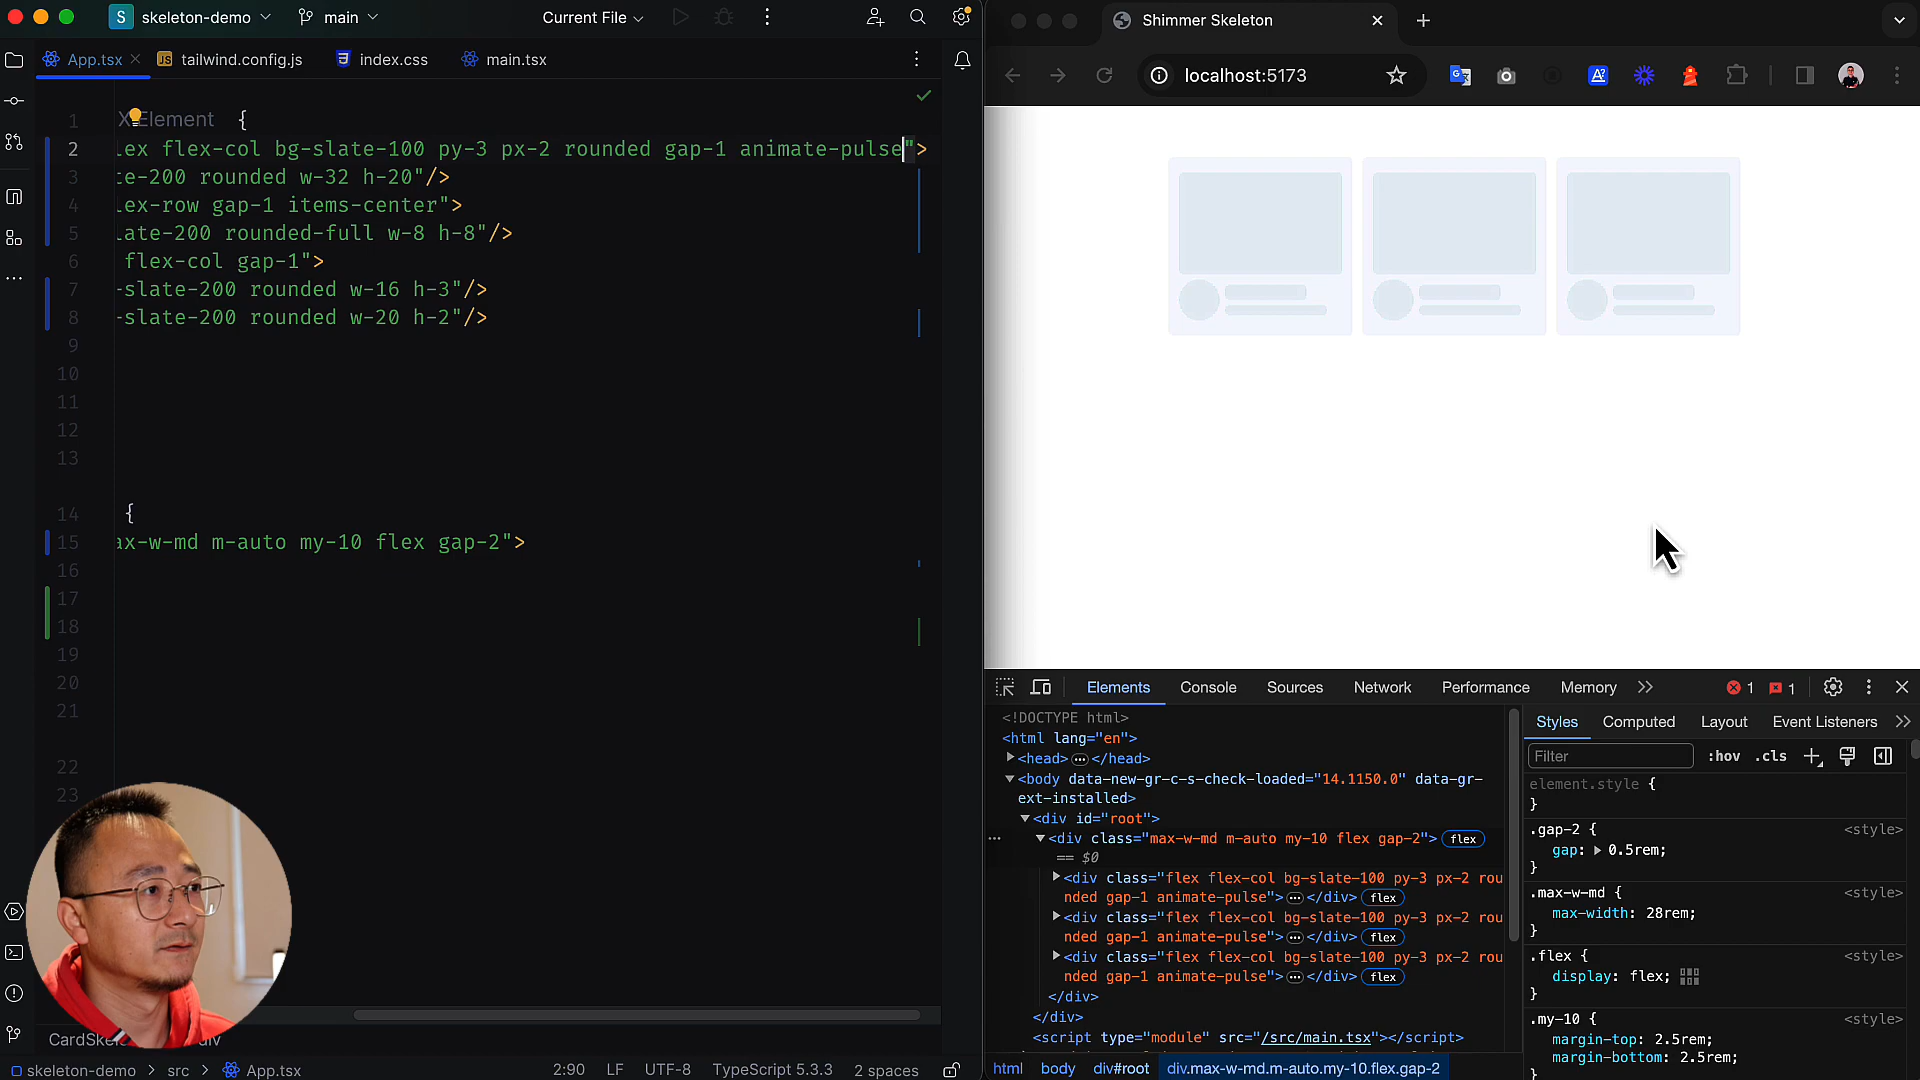 S skeleton-demo main Current File
App.tsx tailwind.config.js index.css main.tsx
1 Element {
2 lex flex-col bg-slate-100 py-3 px-2 rounded gap-1 animate-pulse">
3 te-200 rounded w-32 h-20"/>
4 lex-row gap-1 items-center">
5 late-200 rounded-full w-8 h-8"/>
6 flex-col gap-1">
7 -slate-200 rounded w-16 h-3"/>
8 -slate-200 rounded w-20 h-2"/>
9
10
11
12
13
14 {
15 ax-w-md m-auto my-10 flex gap-2">
16
17
18
19
20
21
22
23
CardSke div
skeleton-demo > src > App.tsx 2:90 LF UTF-8 TypeScript 5.3.3 2 spaces
Shimmer Skeleton
localhost:5173
Elements Console Sources Network Performance Memory >> 1 1
<!DOCTYPE html>
<html lang="en">
<head> ••• </head>
<body data-new-gr-c-s-check-loaded="14.1150.0" data-gr-
ext-installed>
<div id="root">
<div class="max-w-md m-auto my-10 flex gap-2"> flex
== $0
<div class="flex flex-col bg-slate-100 py-3 px-2 rou
nded gap-1 animate-pulse"> ••• </div> flex
<div class="flex flex-col bg-slate-100 py-3 px-2 rou
nded gap-1 animate-pulse"> ••• </div> flex
<div class="flex flex-col bg-slate-100 py-3 px-2 rou
nded gap-1 animate-pulse"> ••• </div> flex
</div>
</div>
<script type="module" src="/src/main.tsx"></script>
html body div#root div.max-w-md.m-auto.my-10.flex.gap-2
Styles Computed Layout Event Listeners >>
Filter :hov .cls
element.style {
}
.gap-2 { <style>
gap: 0.5rem;
}
.max-w-md { <style>
max-width: 28rem;
}
.flex { <style>
display: flex;
}
.my-10 { <style>
margin-top: 2.5rem;
margin-bottom: 2.5rem;
}